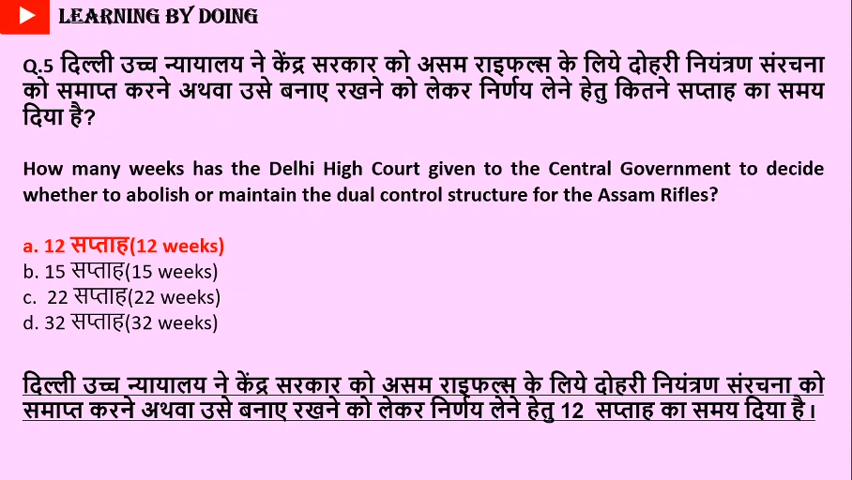 LEARNING BY DOING
Q.5 दिल्ली उच्च न्यायालय ने केंद्र सरकार को असम राइफल्स के लिये दोहरी नियंत्रण संरचना
को समाप्त करने अथवा उसे बनाए रखने को लेकर निर्णय लेने हेतु कितने सप्ताह का समय
दिया है?
How many weeks has the Delhi High Court given to the Central Government to decide
whether to abolish or maintain the dual control structure for the Assam Rifles?
a. 12 सप्ताह(12 weeks)
b. 15 सप्ताह(15 weeks)
c. 22 सप्ताह(22 weeks)
d. 32 सप्ताह(32 weeks)
दिल्ली उच्च न्यायालय ने केंद्र सरकार को असम राइफल्स के लिये दोहरी नियंत्रण संरचना को
समाप्त करने अथवा उसे बनाए रखने को लेकर निर्णय लेने हेतु 12 सप्ताह का समय दिया है।